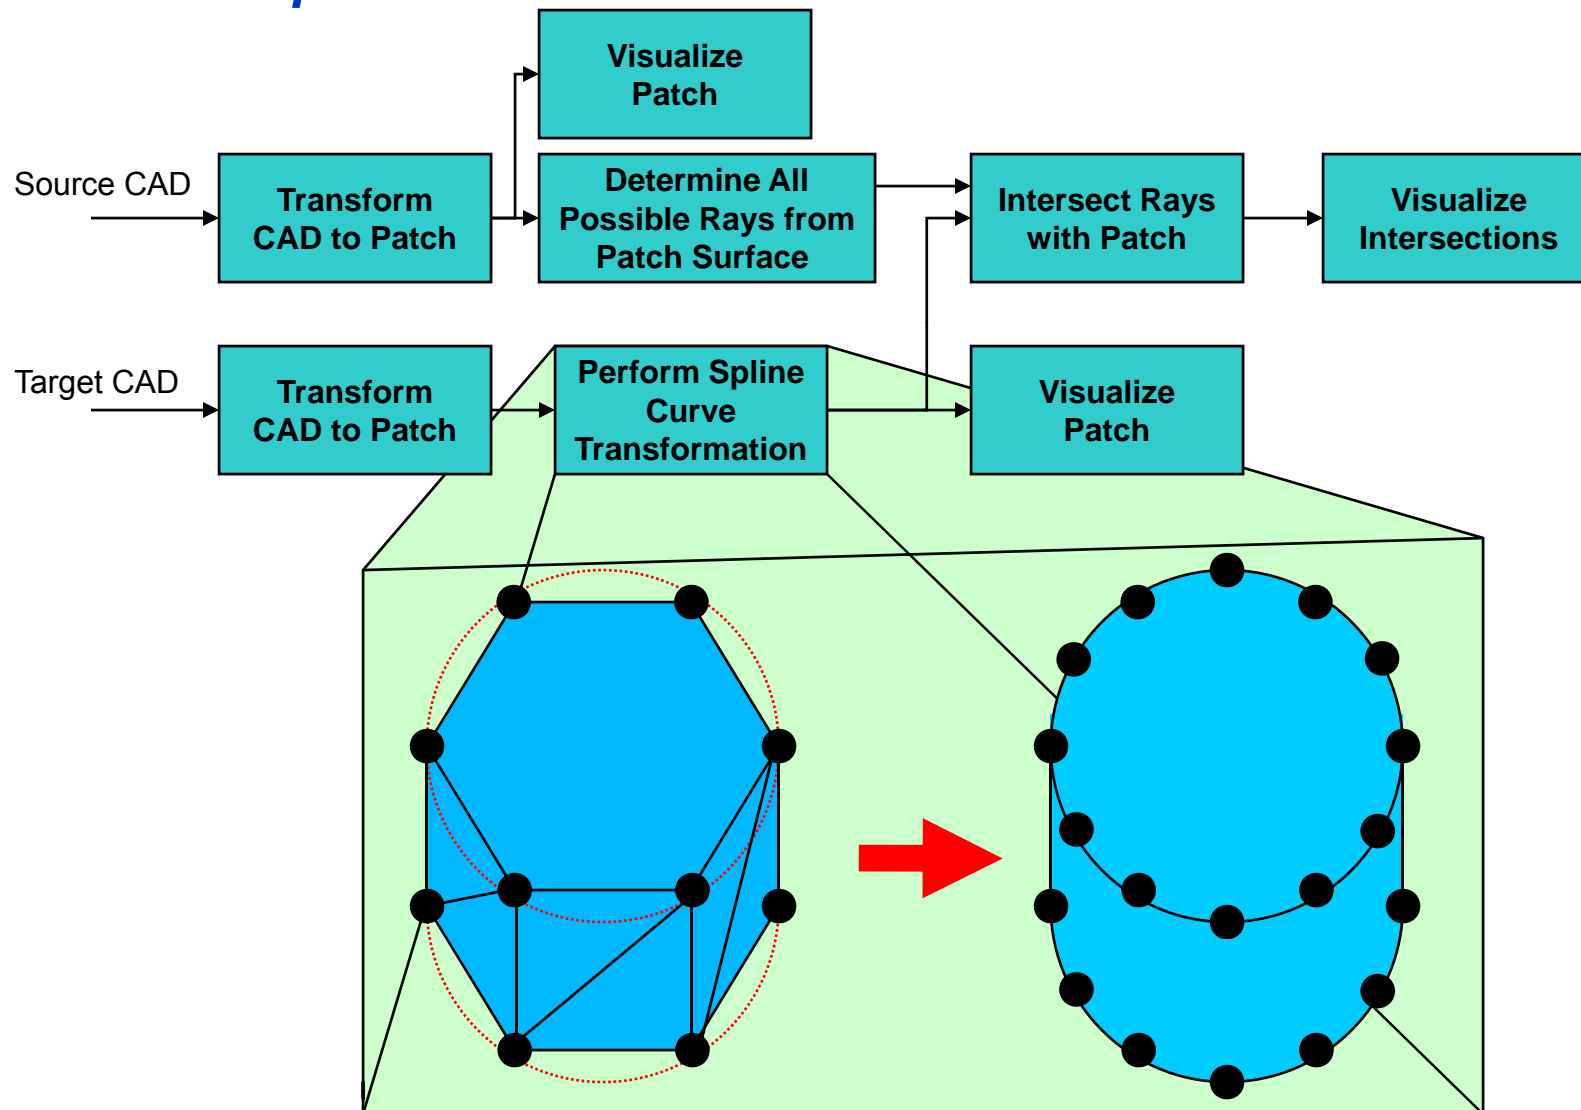 Visualize
Patch
Source CAD
Transform
CAD to Patch
Determine All
Possible Rays from
Patch Surface
Intersect Rays
with Patch
Visualize
Intersections
Target CAD
Transform
CAD to Patch
Perform Spline
Curve
Transformation
Visualize
Patch